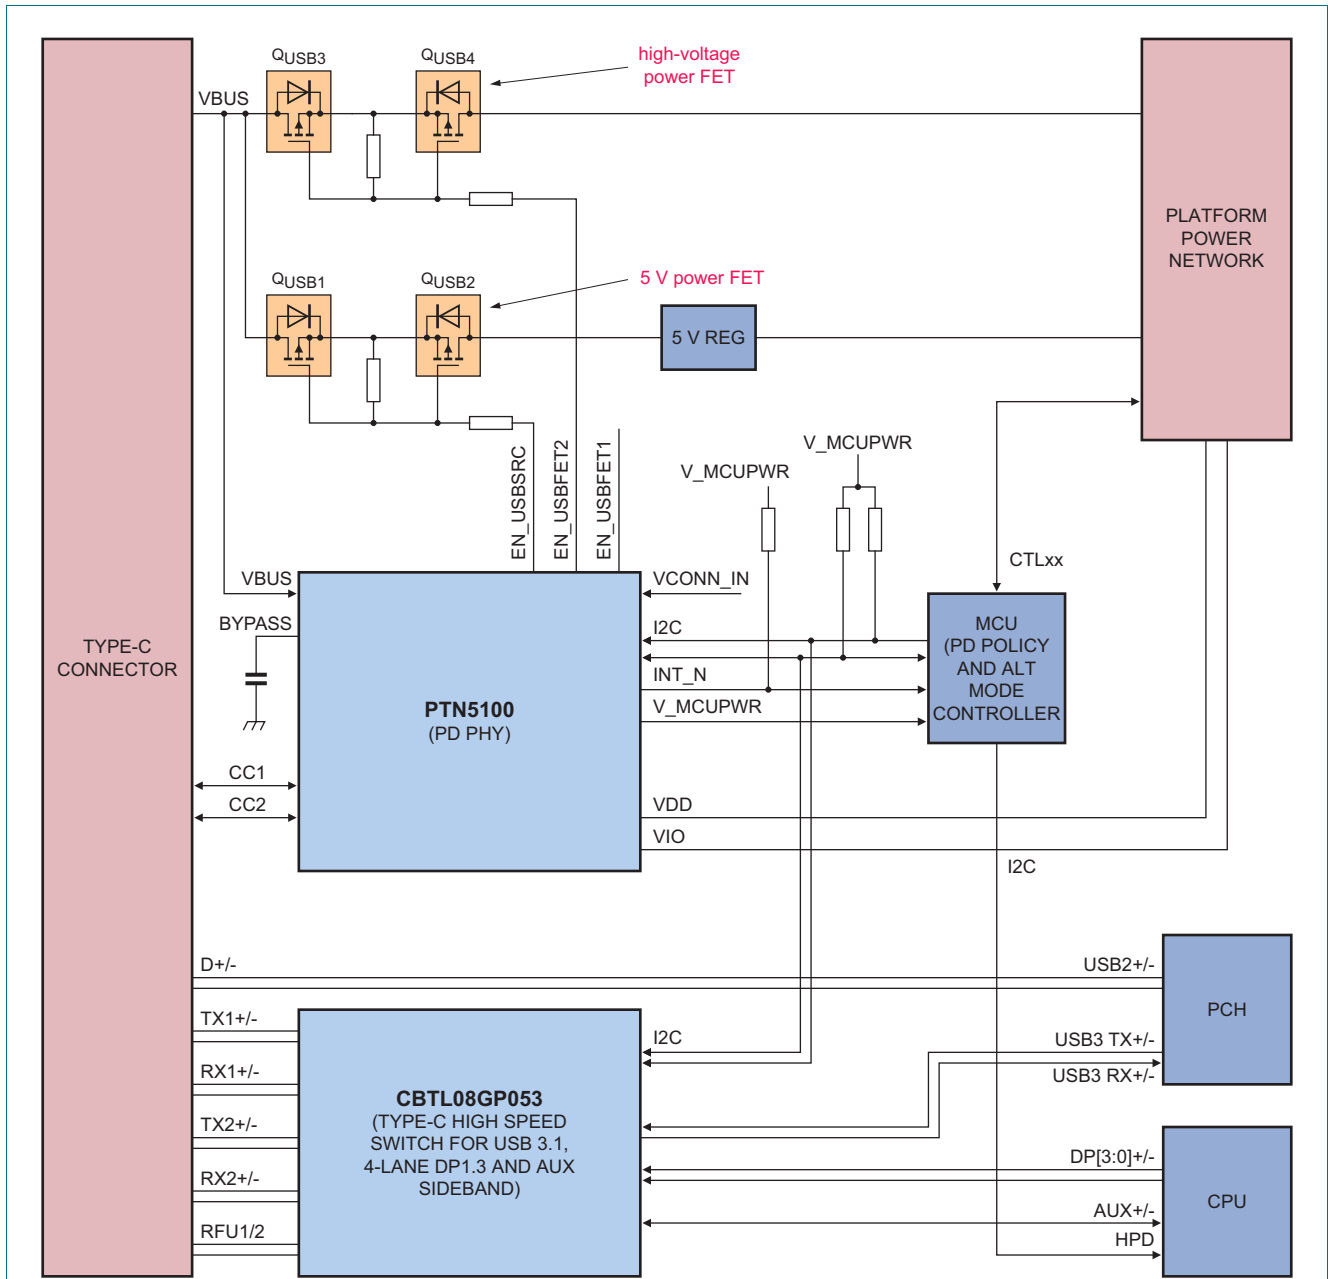 QUSB3
QUSB4
high-voltage
power FET
VBUS
PLATFORM
POWER
NETWORK
QUSB1
QUSB2
5 V power FET
5 V REG
EN_USBSRC
EN_USBFET2
EN_USBFET1
V_MCUPWR
V_MCUPWR
CTLxx
VBUS
BYPASS
VCONN_IN
I2C
INT_N
V_MCUPWR
MCU
(PD POLICY
AND ALT
MODE
CONTROLLER
TYPE-C
CONNECTOR
PTN5100
(PD PHY)
CC1
CC2
VDD
VIO
I2C
D+/-
USB2+/-
TX1+/-
RX1+/-
TX2+/-
RX2+/-
RFU1/2
I2C
CBTL08GP053
(TYPE-C HIGH SPEED
SWITCH FOR USB 3.1,
4-LANE DP1.3 AND AUX
SIDEBAND)
PCH
USB3 TX+/-
USB3 RX+/-
DP[3:0]+/-
AUX+/-
HPD
CPU